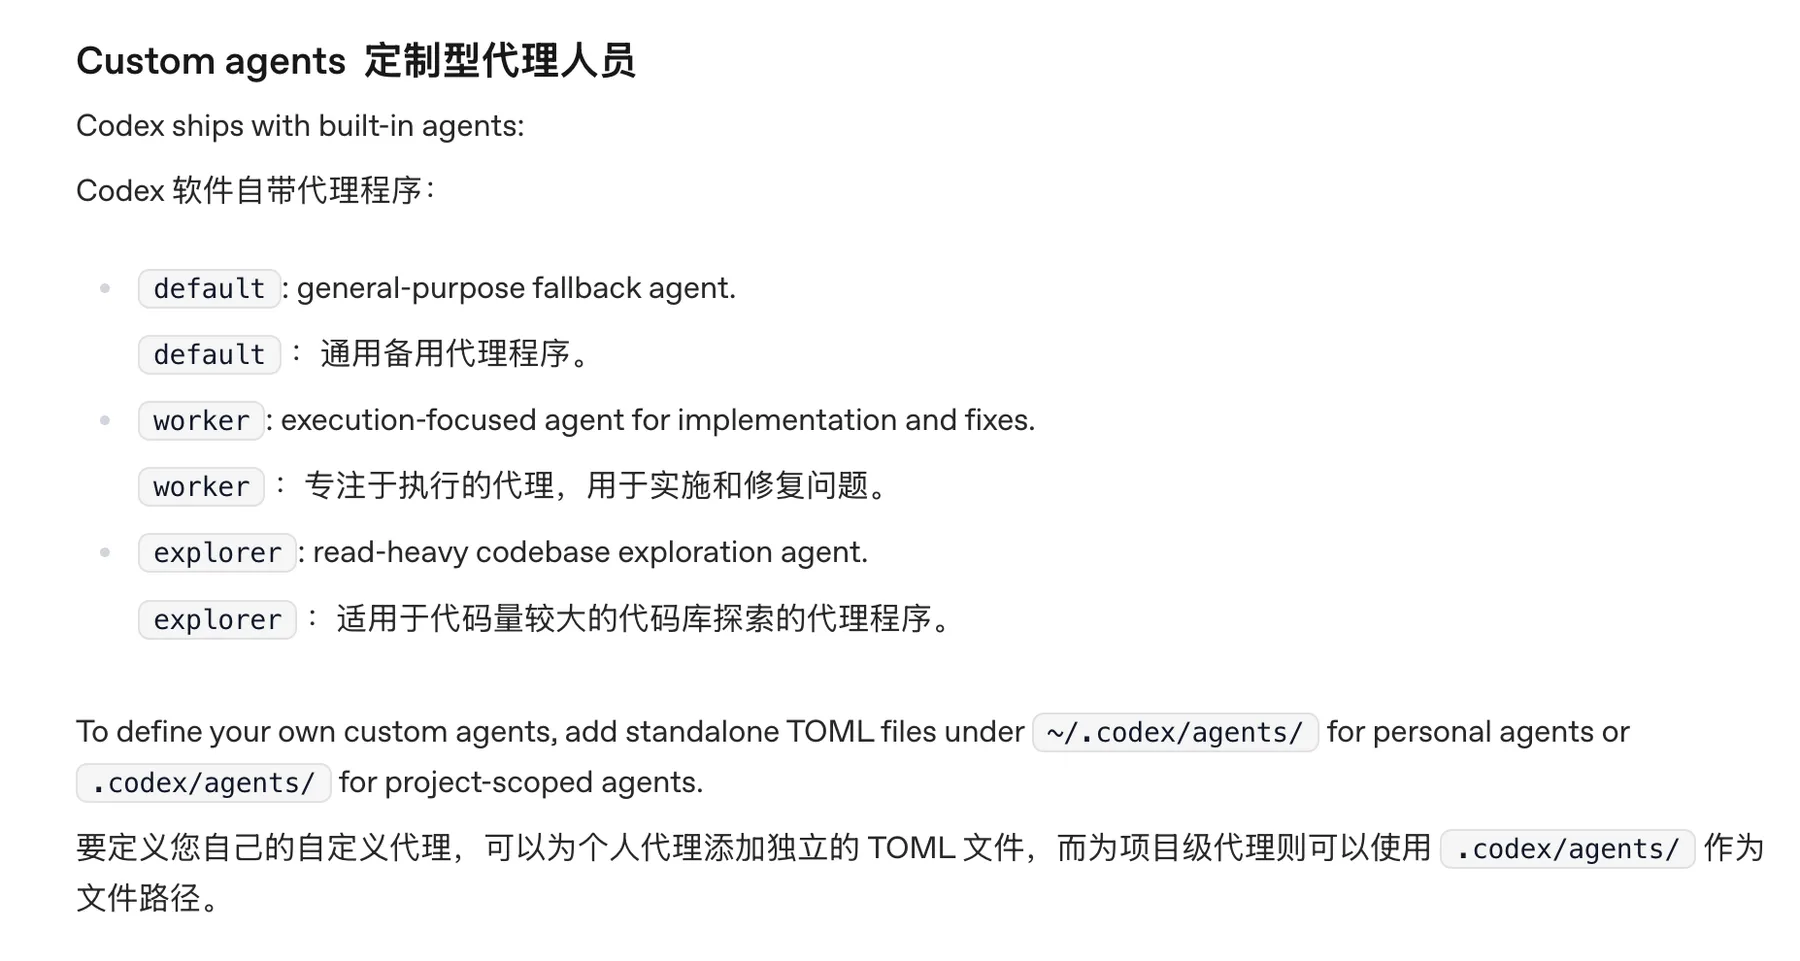 Custom agents 定制型代理人员
Codex ships with built-in agents:
Codex 软件自带代理程序：
default : general-purpose fallback agent.
default ： 通用备用代理程序。
worker : execution-focused agent for implementation and fixes.
worker ： 专注于执行的代理，用于实施和修复问题。
explorer : read-heavy codebase exploration agent.
explorer ： 适用于代码量较大的代码库探索的代理程序。
To define your own custom agents, add standalone TOML files under ~/.codex/agents/ for personal agents or
.codex/agents/ for project-scoped agents.
要定义您自己的自定义代理，可以为个人代理添加独立的 TOML 文件，而为项目级代理则可以使用 .codex/agents/ 作为
文件路径。